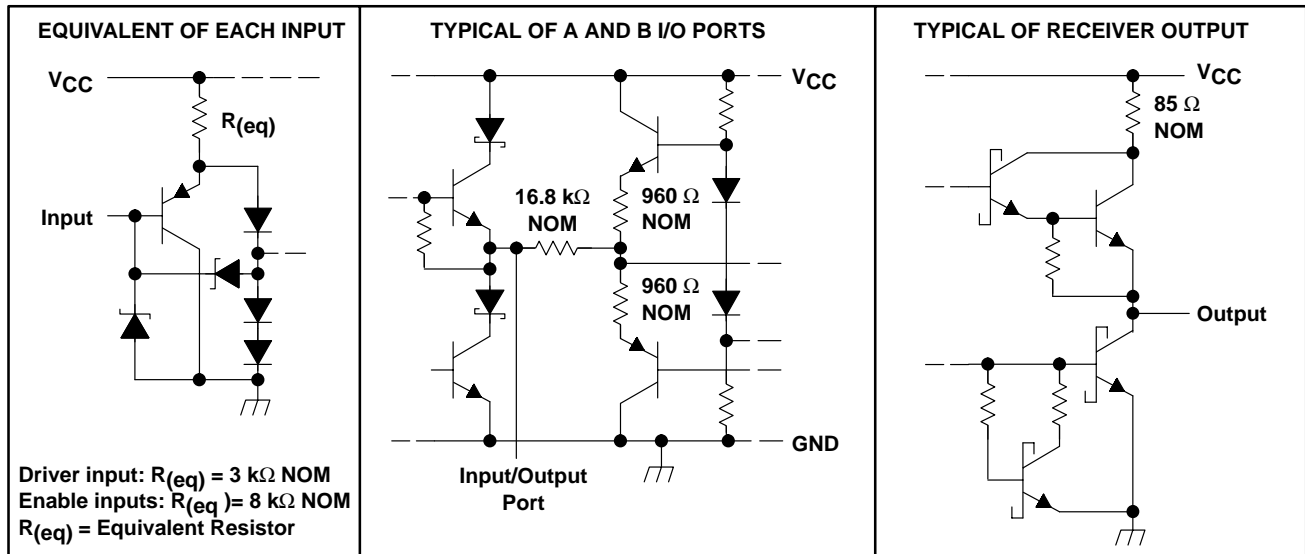 EQUIVALENT OF EACH INPUT
VCC
R(eq)
Input
Driver input: R(eq) = 3 kΩ NOM
Enable inputs: R(eq )= 8 kΩ NOM
R(eq) = Equivalent Resistor
TYPICAL OF A AND B I/O PORTS
VCC
16.8 kΩ
NOM
960 Ω
NOM
960 Ω
NOM
GND
Input/Output
Port
TYPICAL OF RECEIVER OUTPUT
VCC
85 Ω
NOM
Output